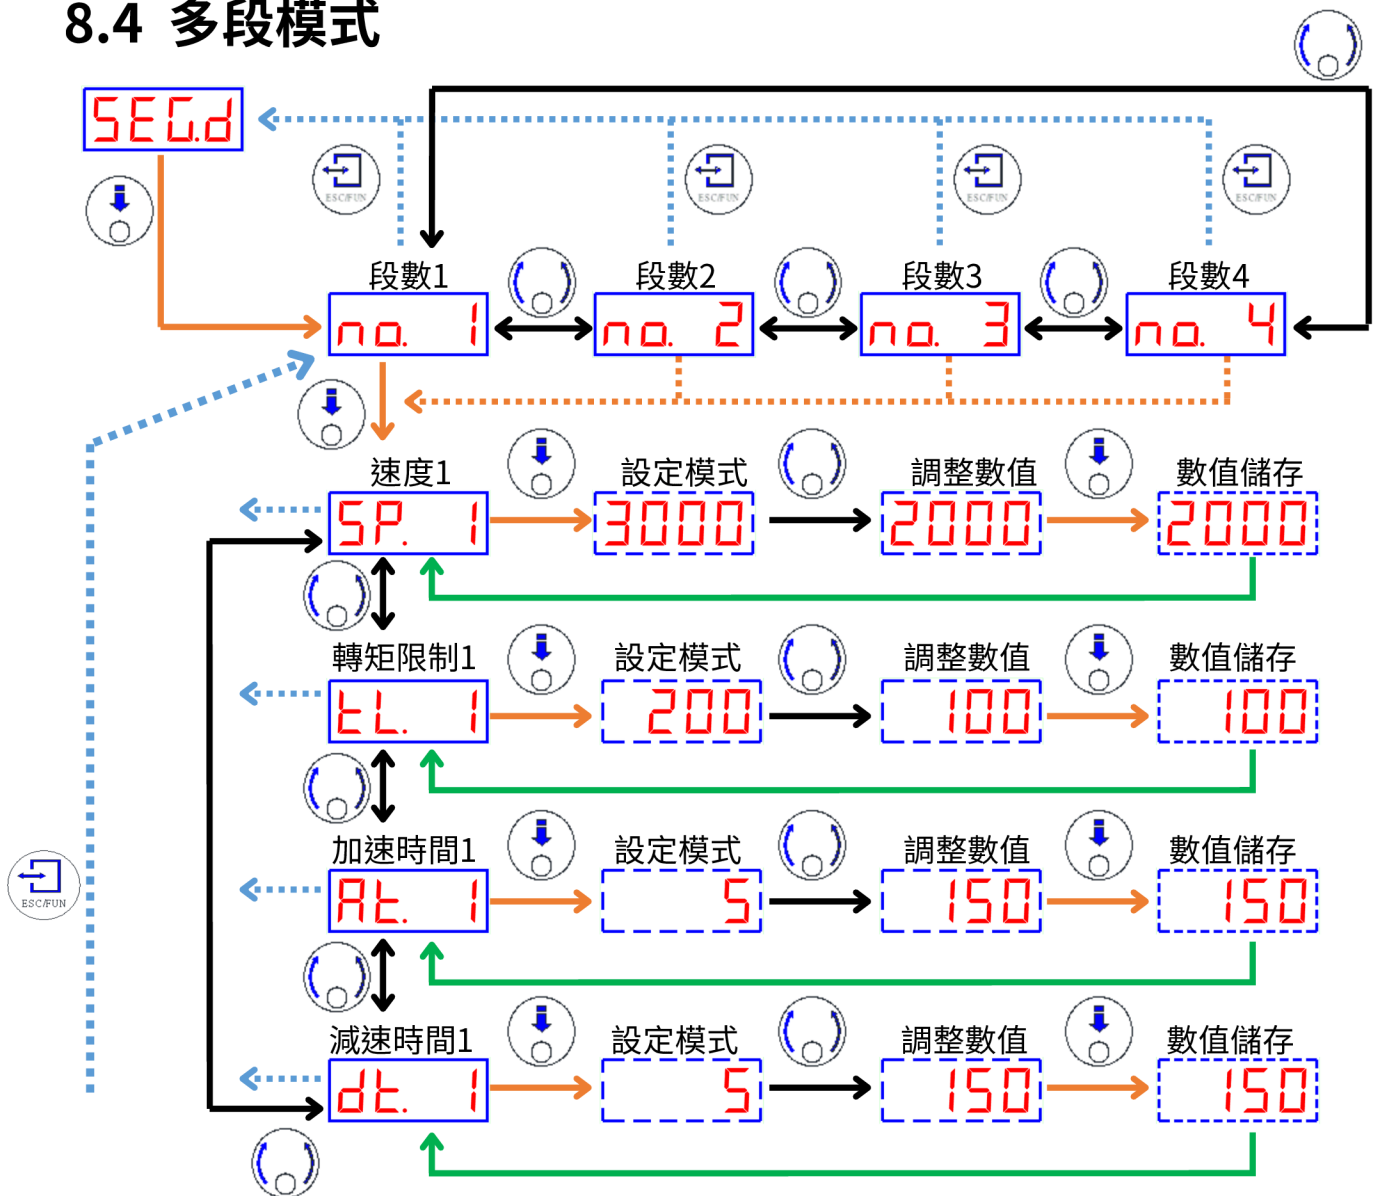 8.4 多段模式
SEG.d
ESC/FUN
ESC/FUN
ESC/FUN
ESC/FUN
段數1
段數2
段數3
段數4
no. 1
no. 2
no. 3
no. 4
速度1
設定模式
調整數值
數值儲存
SP. 1
3000
2000
2000
轉矩限制1
設定模式
調整數值
數值儲存
tL. 1
200
100
100
加速時間1
設定模式
調整數值
數值儲存
At. 1
5
150
150
ESC/FUN
減速時間1
設定模式
調整數值
數值儲存
dt. 1
5
150
150